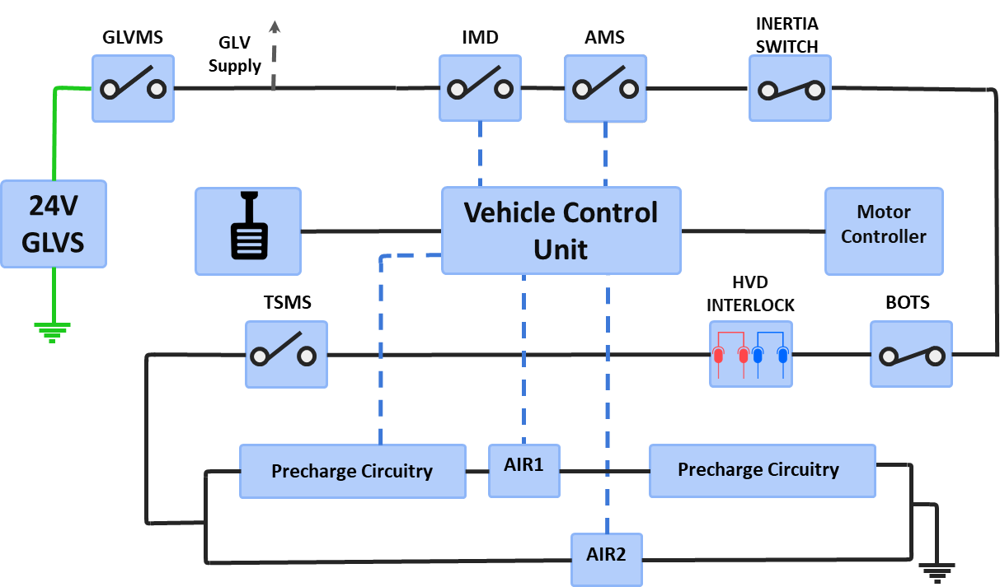 GLVMS
GLV
Supply
IMD
AMS
INERTIA
SWITCH
24V
GLVS
Vehicle Control
Unit
Motor
Controller
TSMS
HVD
INTERLOCK
BOTS
Precharge Circuitry
AIR1
Precharge Circuitry
AIR2